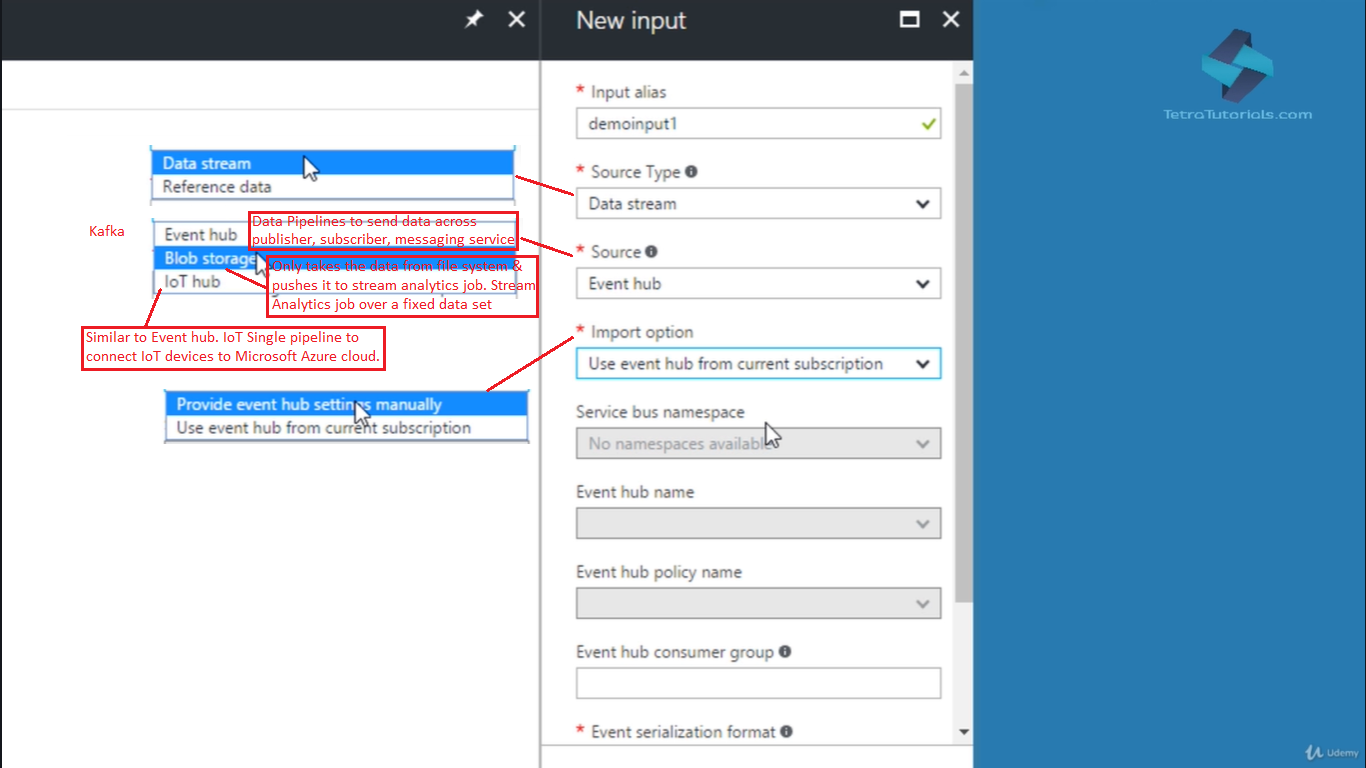 New input
* Input alias
demoinput1
Data stream
Reference data
* Source Type
Data stream
Kafka
Event hub
Data Pipelines to send data across
publisher, subscriber, messaging service
Blob storage
IoT hub
Only takes the data from file system &
pushes it to stream analytics job. Stream
Analytics job over a fixed data set
Similar to Event hub. IoT Single pipeline to
connect IoT devices to Microsoft Azure cloud.
* Source
Event hub
* Import option
Use event hub from current subscription
Provide event hub settings manually
Use event hub from current subscription
Service bus namespace
No namespaces available
Event hub name
Event hub policy name
Event hub consumer group
* Event serialization format
TetraTutorials.com
Udemy